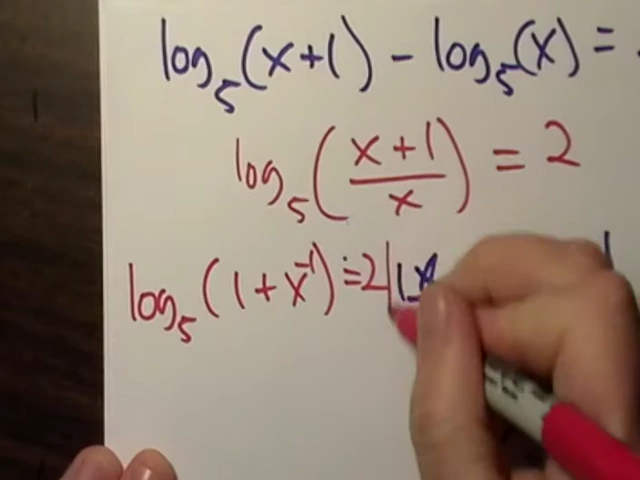 log₅(x+1) − log₅(x) =
log₅((x+1)/x) = 2
log₅(1+x⁻¹) = 2